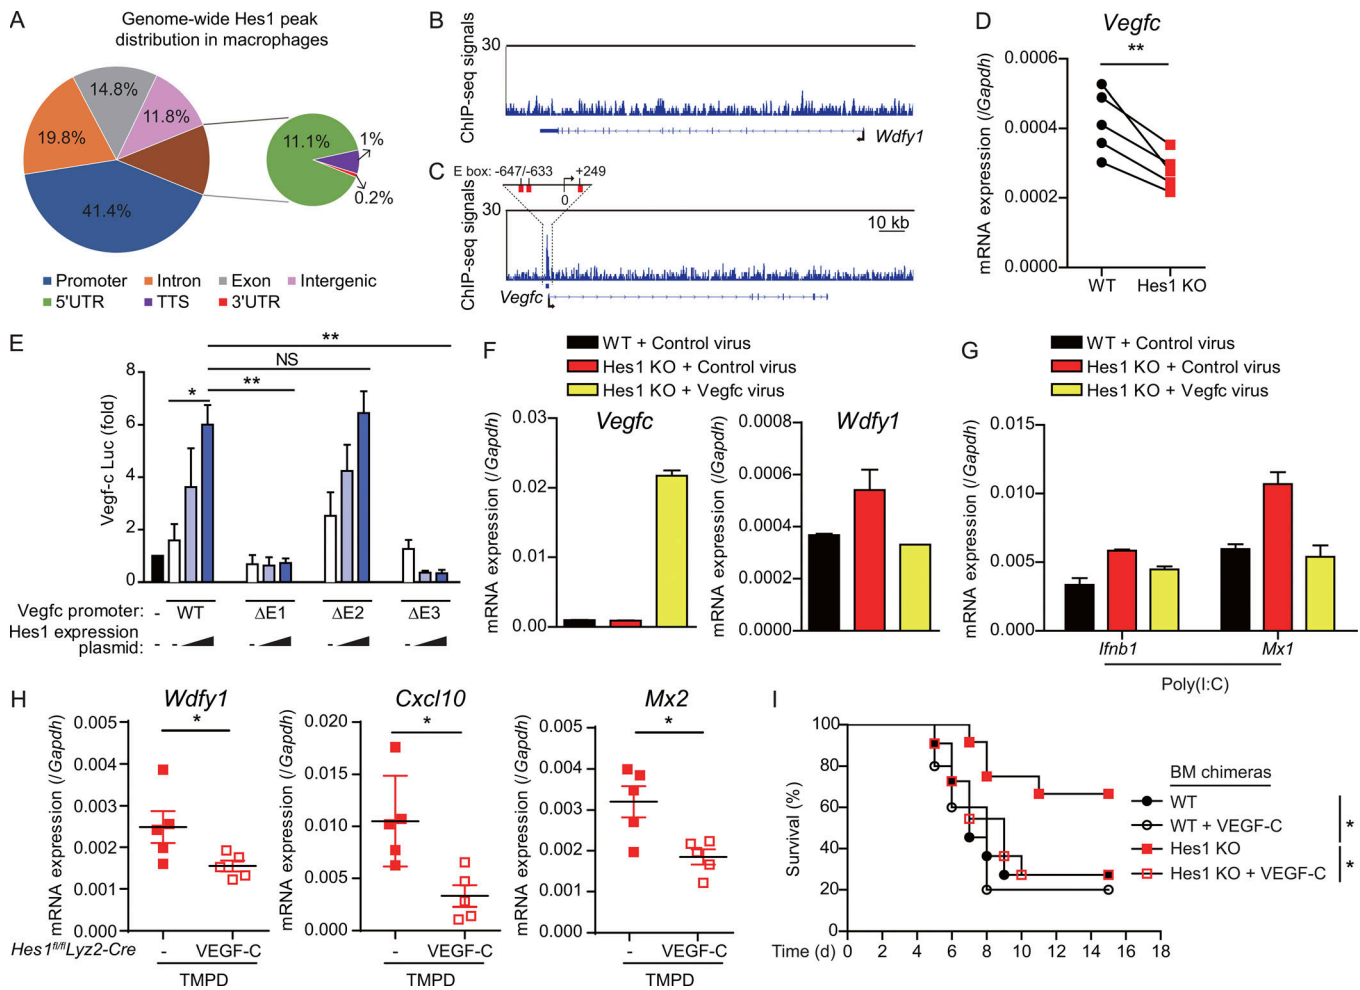 A
Genome-wide Hes1 peak
distribution in macrophages
14.8%
11.8%
19.8%
41.4%
11.1%
1%
0.2%
Promoter
Intron
Exon
Intergenic
5'UTR
TTS
3'UTR
B
ChIP-seq signals
30
Wdfy1
C
E box: -647/-633
+249
0
ChIP-seq signals
30
10 kb
Vegfc
D
Vegfc
**
mRNA expression (/Gapdh)
0.0006
0.0004
0.0002
0.0000
WT
Hes1 KO
E
**
NS
**
*
Vegf-c Luc (fold)
8
6
4
2
0
Vegfc promoter:
-
WT
ΔE1
ΔE2
ΔE3
Hes1 expression
plasmid:
-
-
-
-
-
F
WT + Control virus
Hes1 KO + Control virus
Hes1 KO + Vegfc virus
Vegfc
mRNA expression (/Gapdh)
0.03
0.02
0.01
0.00
Wdfy1
mRNA expression (/Gapdh)
0.0008
0.0006
0.0004
0.0002
0.0000
G
WT + Control virus
Hes1 KO + Control virus
Hes1 KO + Vegfc virus
mRNA expression (/Gapdh)
0.015
0.010
0.005
0.000
Ifnb1
Mx1
Poly(I:C)
H
Wdfy1
*
mRNA expression (/Gapdh)
0.005
0.004
0.003
0.002
0.001
0.000
Hes1fl/flLyz2-Cre
-
VEGF-C
TMPD
Cxcl10
*
mRNA expression (/Gapdh)
0.020
0.015
0.010
0.005
0.000
-
VEGF-C
TMPD
Mx2
*
mRNA expression (/Gapdh)
0.005
0.004
0.003
0.002
0.001
0.000
-
VEGF-C
TMPD
I
Survival (%)
100
80
60
40
20
0
Time (d)
0 2 4 6 8 10 12 14 16 18
BM chimeras
WT
WT + VEGF-C
Hes1 KO
Hes1 KO + VEGF-C
*
*